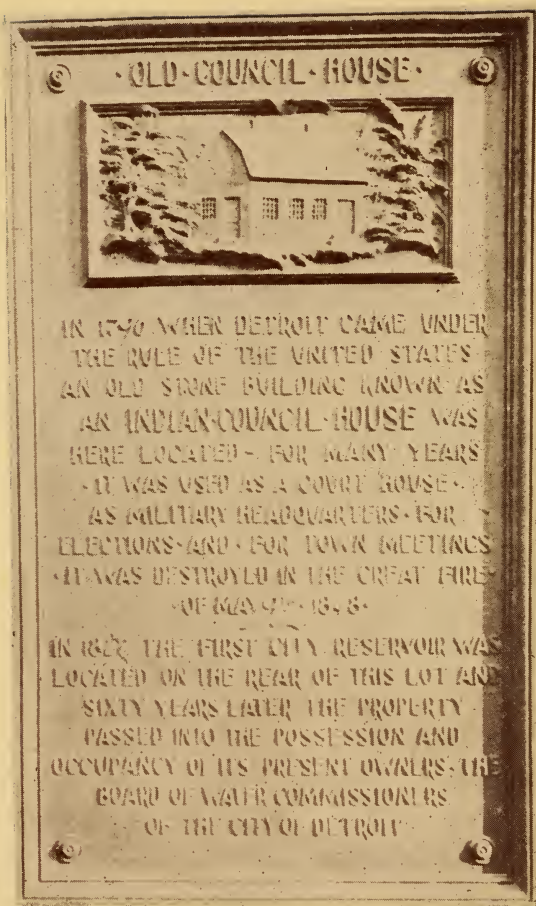 ·OLD·COUNCIL·HOUSE·
IN 1796 WHEN DETROIT CAME UNDER
THE RULE OF THE UNITED STATES
AN OLD STONE BUILDING KNOWN AS
AN INDIAN·COUNCIL·HOUSE WAS
HERE LOCATED - FOR MANY YEARS
·IT WAS USED AS A COURT HOUSE·
AS MILITARY HEADQUARTERS·FOR
ELECTIONS·AND·FOR TOWN MEETINGS
·IT WAS DESTROYED IN THE GREAT FIRE·
·OF MAY
IN THE FIRST CITY RESERVOIR WAS
LOCATED ON THE REAR OF THIS LOT AND
SIXTY YEARS LATER THE PROPERTY
PASSED INTO THE POSSESSION AND
OCCUPANCY OF ITS PRESENT OWNERS·THE
BOARD OF WATER COMMISSIONERS
OF THE CITY OF DETROIT